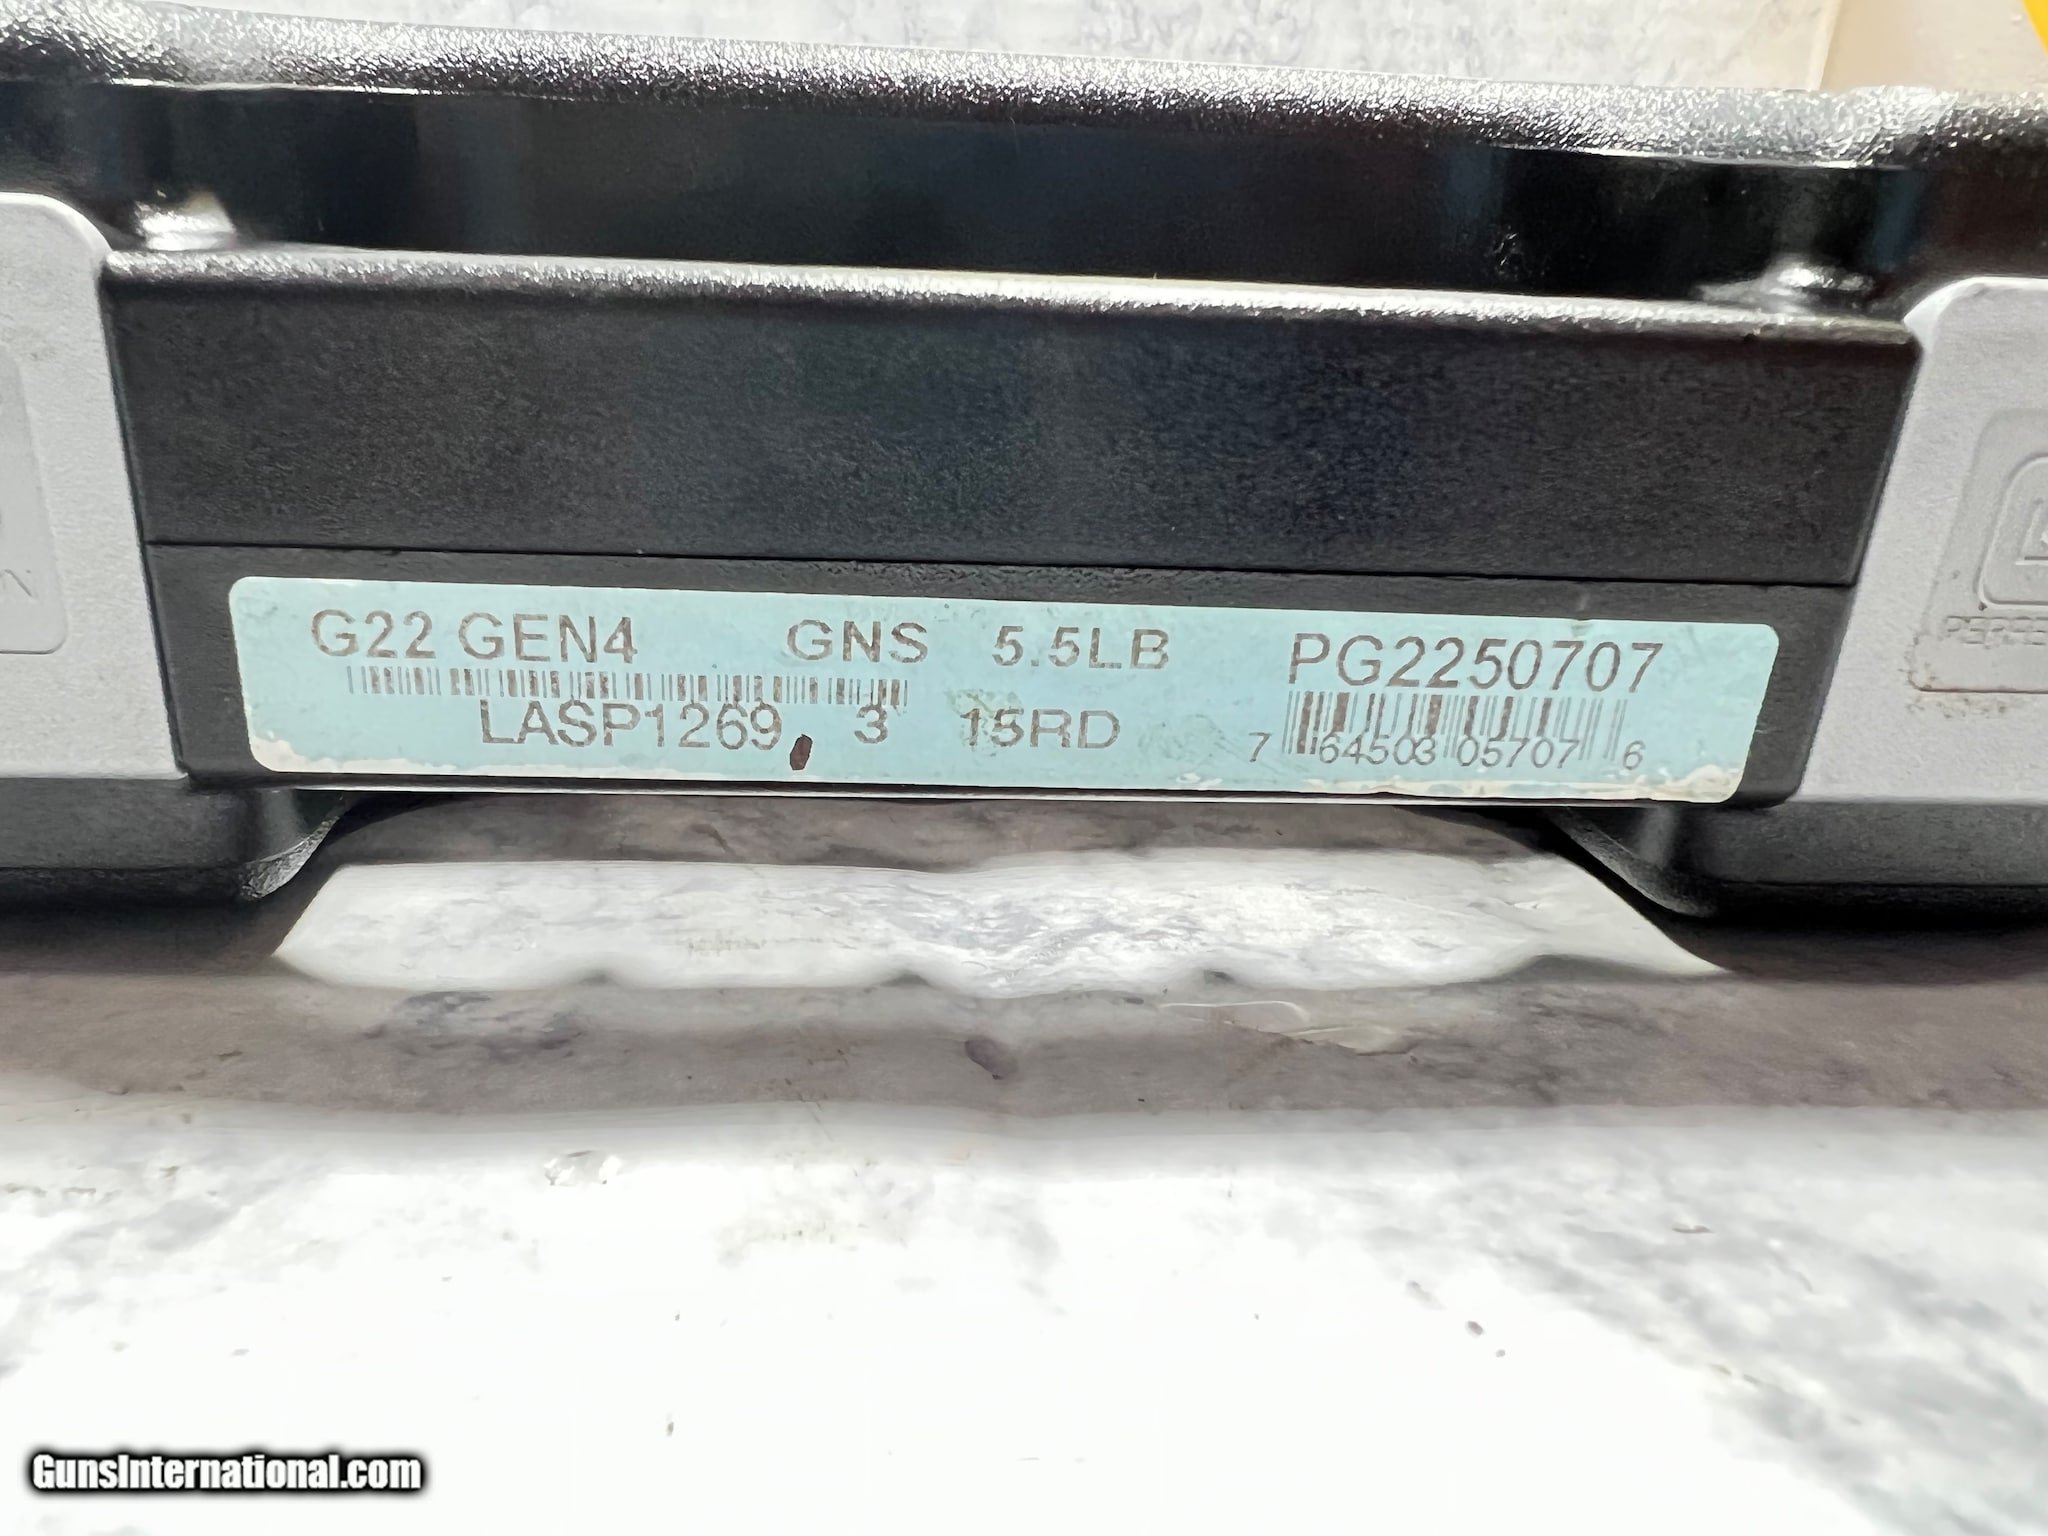 G22 GEN4 GNS 5.5LB PG2250707
LASP1269 3 15RD 7 64503 05707 6
GunsInternational.com